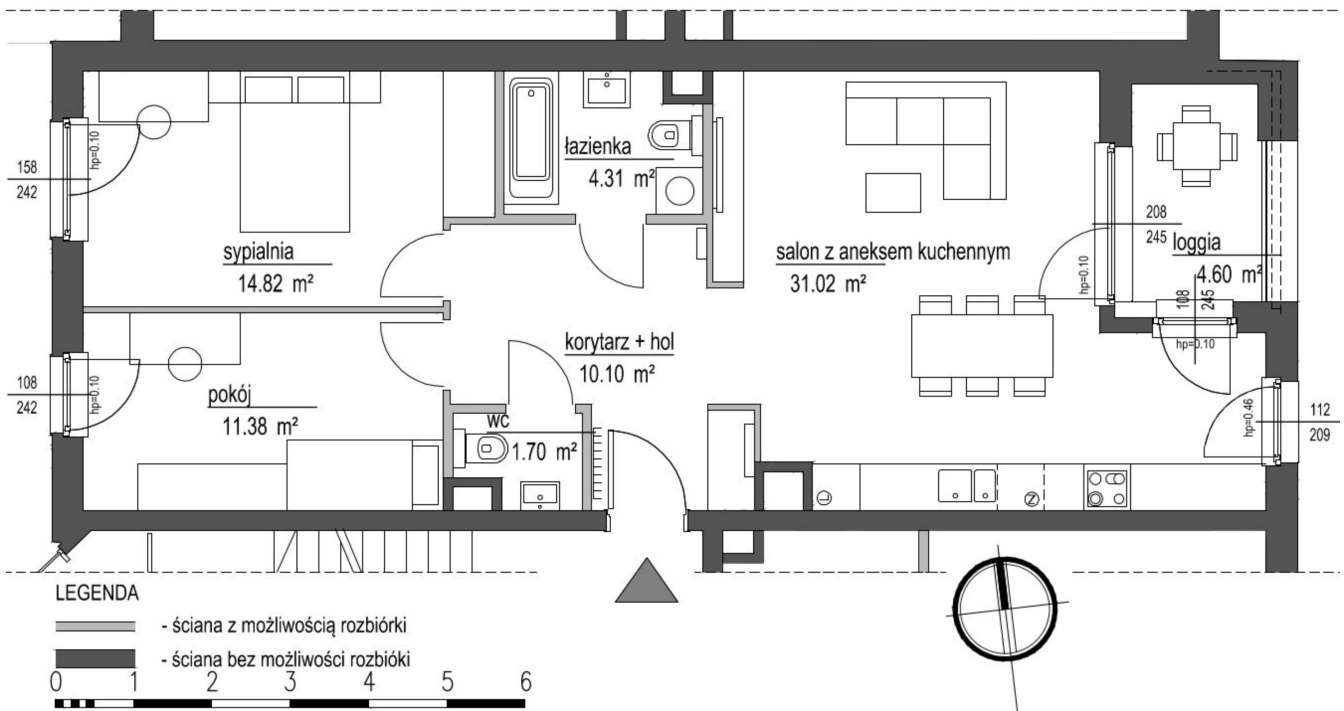 158
242
hp=0.10
sypialnia
14.82 m²
łazienka
4.31 m²
salon z aneksem kuchennym
31.02 m²
208
245
hp=0.10
loggia
4.60 m²
108
245
hp=0.10
108
242
hp=0.10
pokój
11.38 m²
korytarz + hol
10.10 m²
wc
1.70 m²
hp=0.46
112
209
L
Z
LEGENDA
- ściana z możliwością rozbiórki
- ściana bez możliwości rozbióki
0 1 2 3 4 5 6